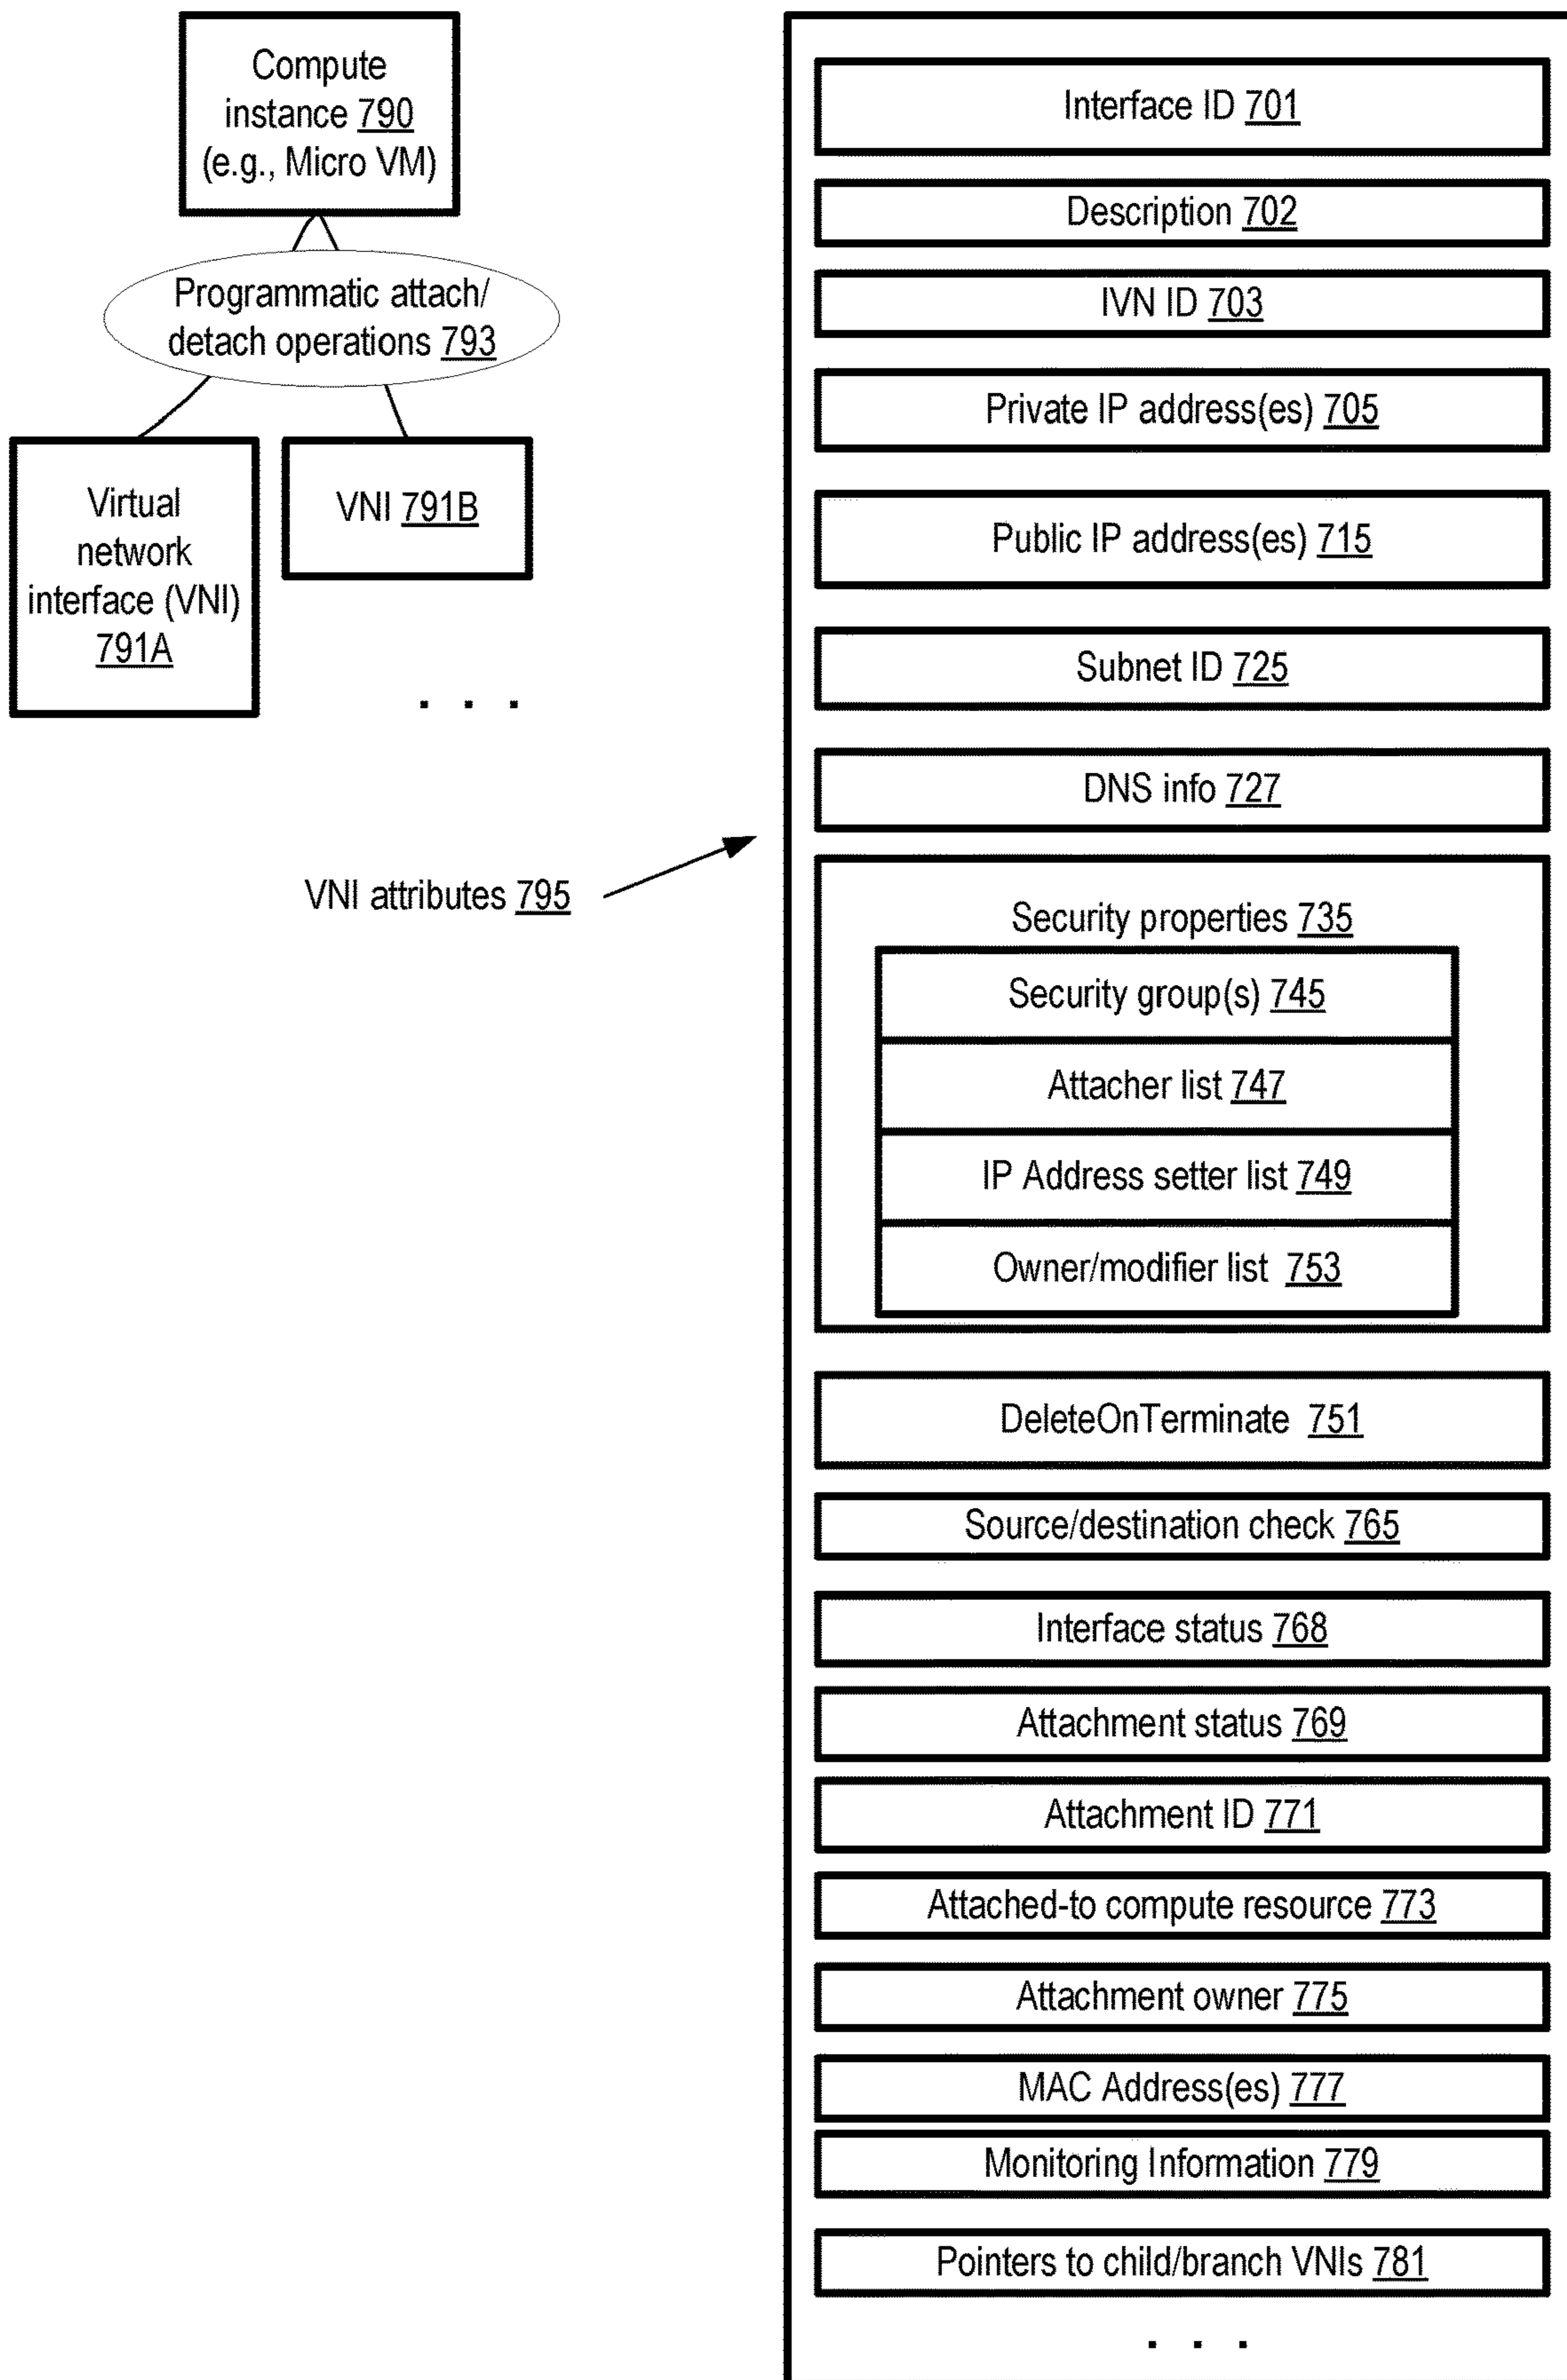 Compute
instance 790
(e.g., Micro VM)
Programmatic attach/
detach operations 793
Virtual
network
interface (VNI)
791A
VNI 791B
. . .
VNI attributes 795
Interface ID 701
Description 702
IVN ID 703
Private IP address(es) 705
Public IP address(es) 715
Subnet ID 725
DNS info 727
Security properties 735
Security group(s) 745
Attacher list 747
IP Address setter list 749
Owner/modifier list 753
DeleteOnTerminate 751
Source/destination check 765
Interface status 768
Attachment status 769
Attachment ID 771
Attached-to compute resource 773
Attachment owner 775
MAC Address(es) 777
Monitoring Information 779
Pointers to child/branch VNIs 781
. . .